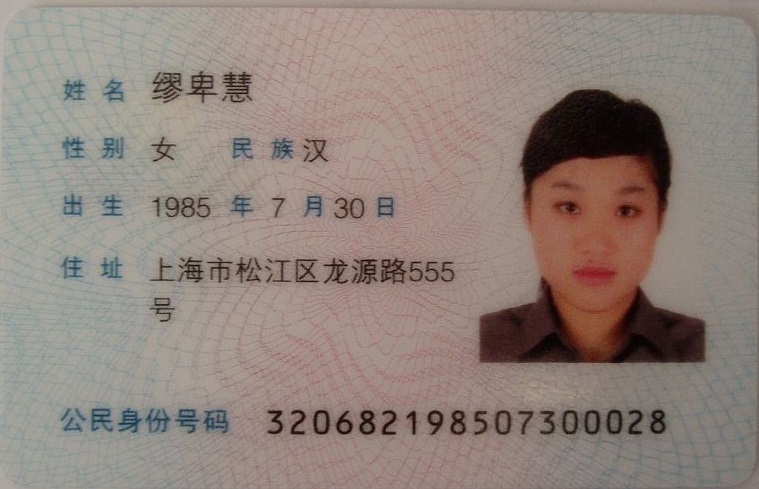 姓名 缪卑慧
性别 女 民族 汉
出生 1985 年 7 月 30 日
住址 上海市松江区龙源路555
号
公民身份号码 320682198507300028